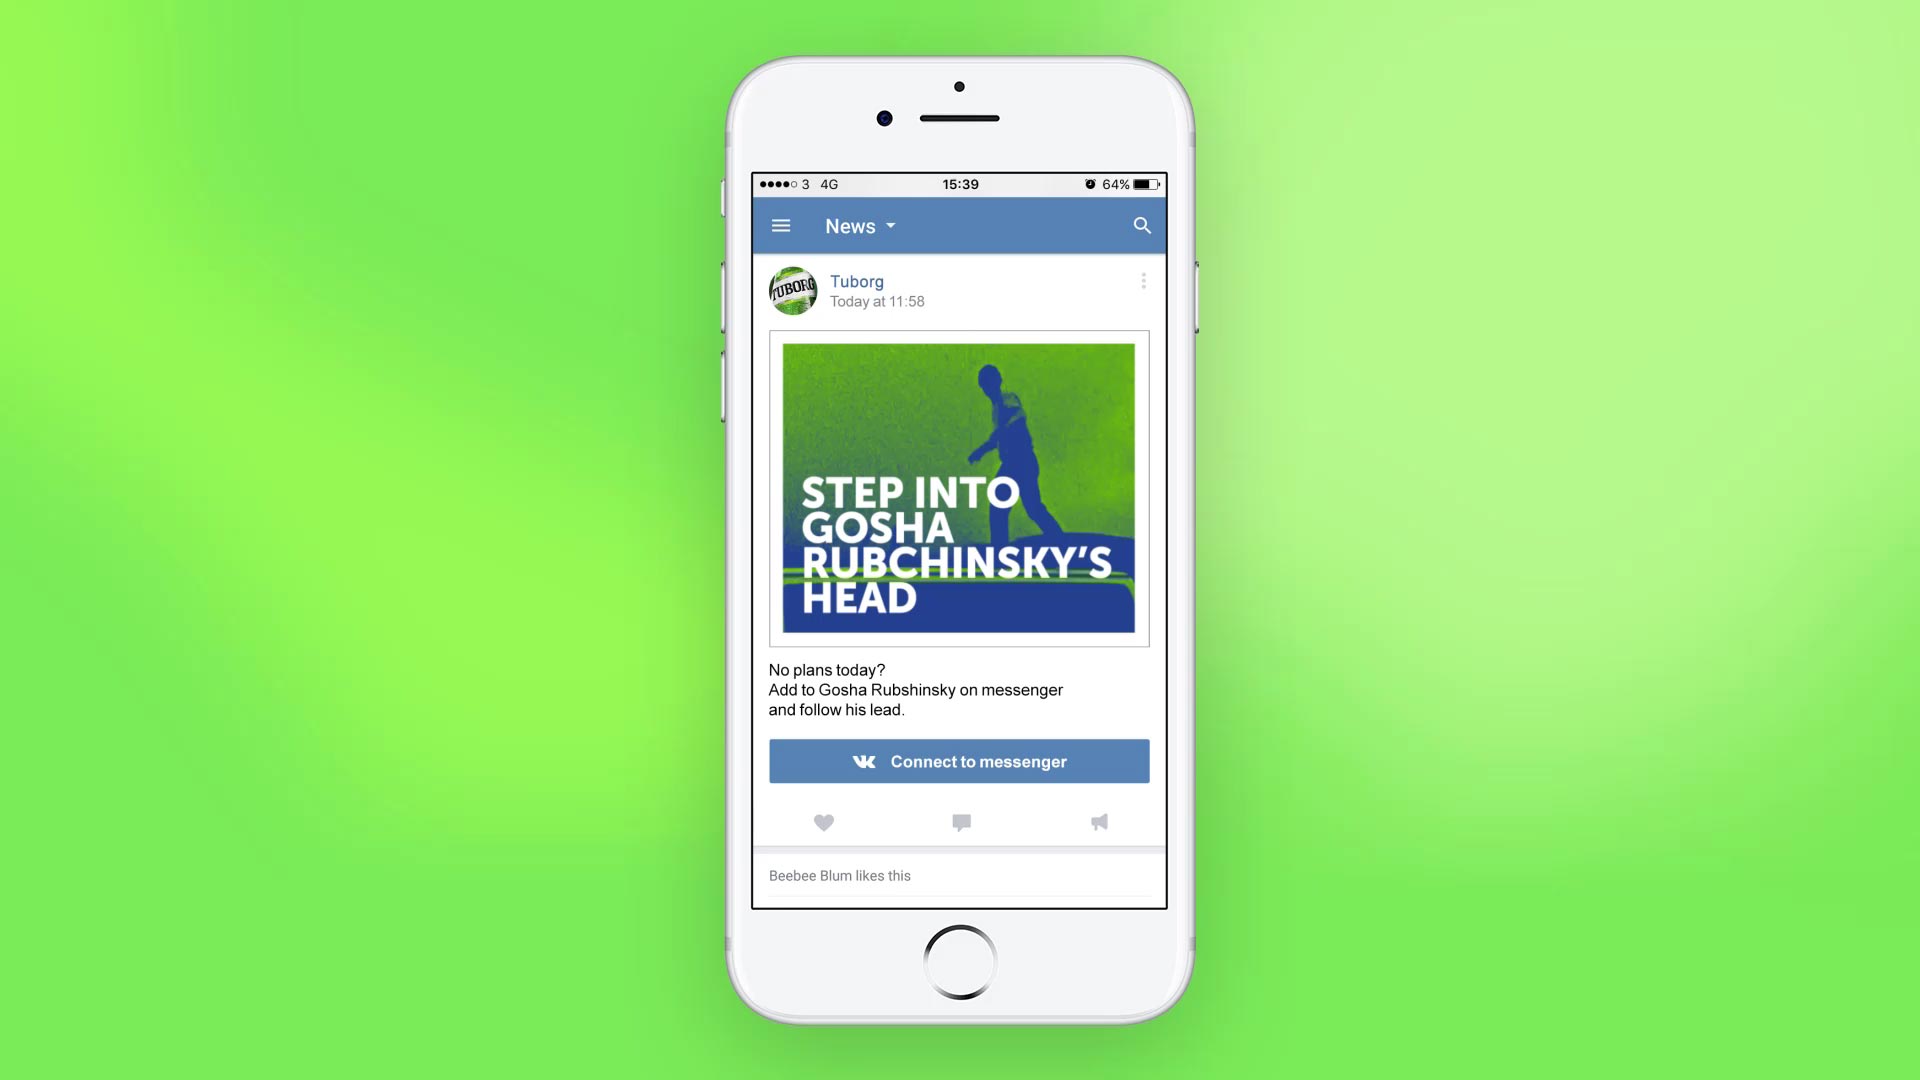 3 4G 15:39 64%
News
TUBORG
Tuborg
Today at 11:58
STEP INTO
GOSHA
RUBCHINSKY'S
HEAD
No plans today?
Add to Gosha Rubshinsky on messenger
and follow his lead.
Connect to messenger
Beebee Blum likes this